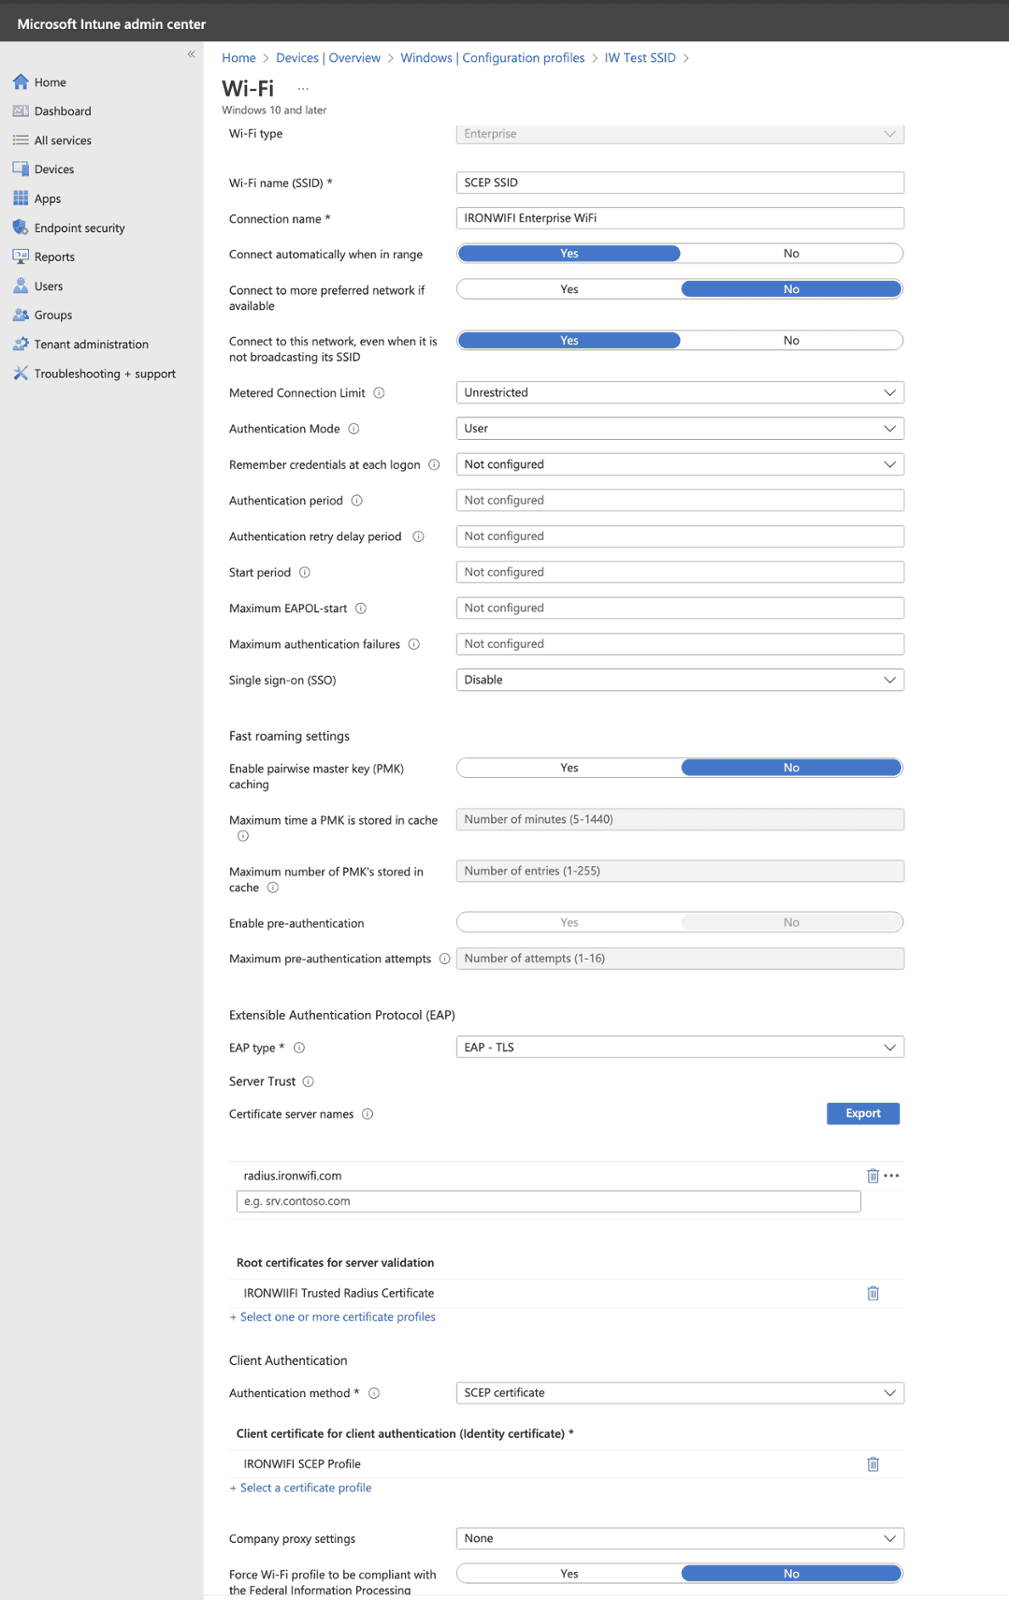 Microsoft Intune admin center
«
Home
Dashboard
All services
Devices
Apps
Endpoint security
Reports
Users
Groups
Tenant administration
Troubleshooting + support
Home > Devices | Overview > Windows | Configuration profiles > IW Test SSID >
Wi-Fi ...
Windows 10 and later
Wi-Fi type Enterprise
Wi-Fi name (SSID) * SCEP SSID
Connection name * IRONWIFI Enterprise WiFi
Connect automatically when in range Yes No
Connect to more preferred network if
available Yes No
Connect to this network, even when it is
not broadcasting its SSID Yes No
Metered Connection Limit Unrestricted
Authentication Mode User
Remember credentials at each logon Not configured
Authentication period Not configured
Authentication retry delay period Not configured
Start period Not configured
Maximum EAPOL-start Not configured
Maximum authentication failures Not configured
Single sign-on (SSO) Disable
Fast roaming settings
Enable pairwise master key (PMK)
caching Yes No
Maximum time a PMK is stored in cache Number of minutes (5-1440)
Maximum number of PMK's stored in
cache Number of entries (1-255)
Enable pre-authentication Yes No
Maximum pre-authentication attempts Number of attempts (1-16)
Extensible Authentication Protocol (EAP)
EAP type * EAP - TLS
Server Trust
Certificate server names Export
radius.ironwifi.com
e.g. srv.contoso.com
Root certificates for server validation
IRONWIIFI Trusted Radius Certificate
+ Select one or more certificate profiles
Client Authentication
Authentication method * SCEP certificate
Client certificate for client authentication (Identity certificate) *
IRONWIFI SCEP Profile
+ Select a certificate profile
Company proxy settings None
Force Wi-Fi profile to be compliant with
the Federal Information Processing Yes No